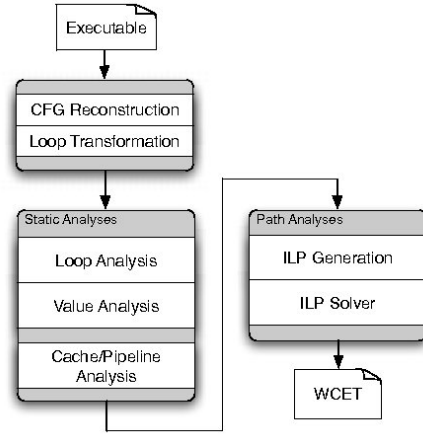 Executable
CFG Reconstruction
Loop Transformation
Static Analyses
Loop Analysis
Value Analysis
Cache/Pipeline
Analysis
Path Analyses
ILP Generation
ILP Solver
WCET